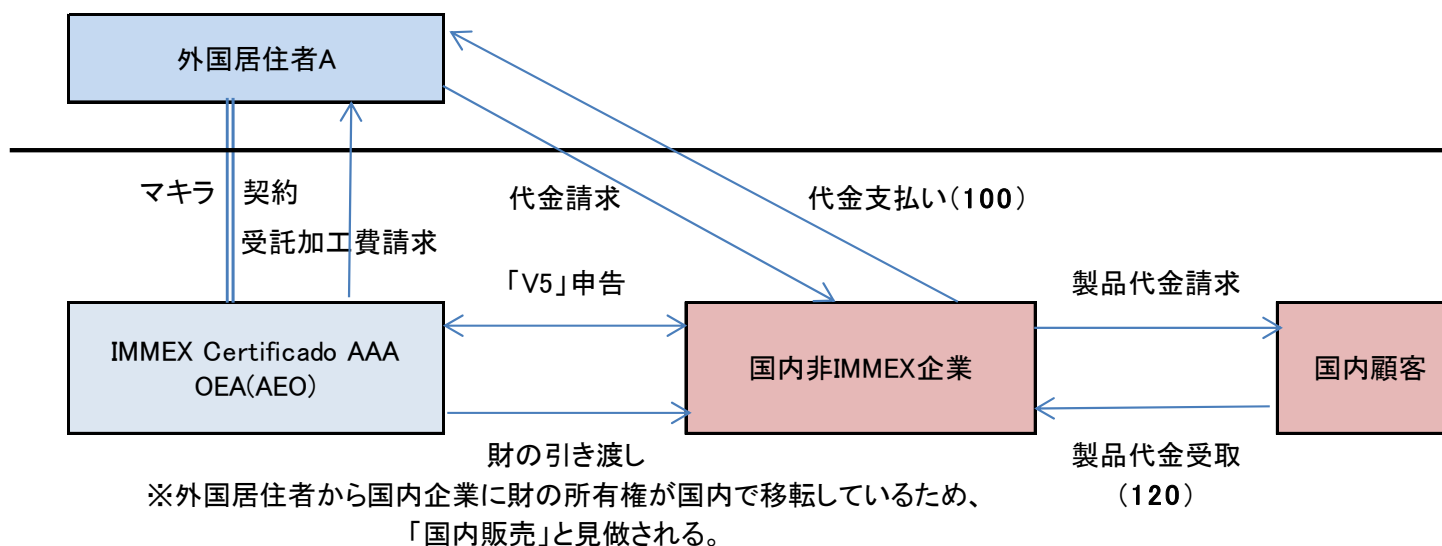 外国居住者A
マキラ 契約
受託加工費請求
代金請求
代金支払い(100)
「V5」申告
製品代金請求
IMMEX Certificado AAA
OEA(AEO)
国内非IMMEX企業
国内顧客
財の引き渡し
製品代金受取
(120)
※外国居住者から国内企業に財の所有権が国内で移転しているため、
「国内販売」と見做される。